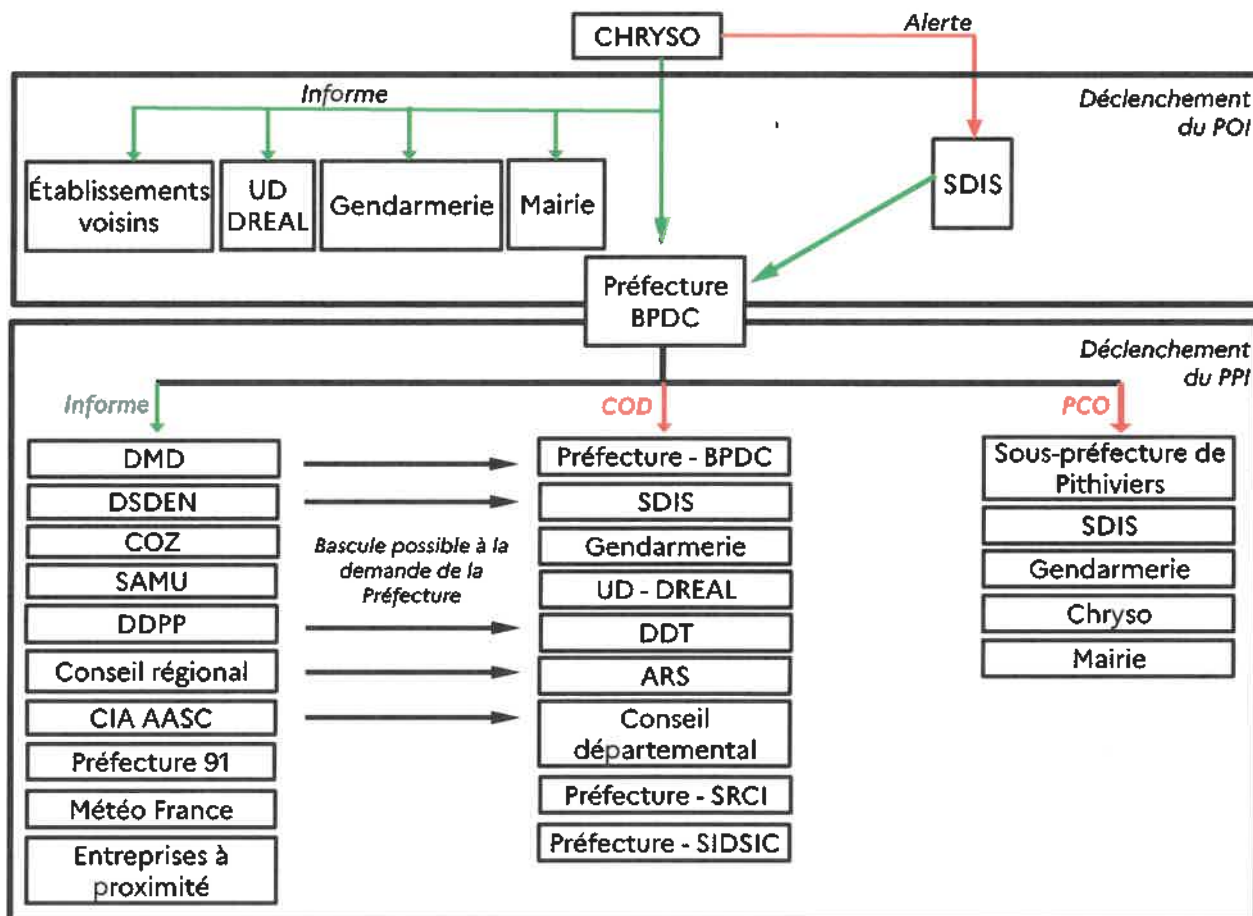 CHRYSO
Alerte
Informe
Déclenchement
du POI
Établissements
voisins
UD
DREAL
Gendarmerie
Mairie
SDIS
Préfecture
BPDC
Déclenchement
du PPI
Informe
COD
PCO
DMD
DSDEN
COZ
SAMU
DDPP
Conseil régional
CIA AASC
Préfecture 91
Météo France
Entreprises à
proximité
Bascule possible à la
demande de la
Préfecture
Préfecture - BPDC
SDIS
Gendarmerie
UD - DREAL
DDT
ARS
Conseil
départemental
Préfecture - SRCI
Préfecture - SIDSIC
Sous-préfecture de
Pithiviers
SDIS
Gendarmerie
Chryso
Mairie